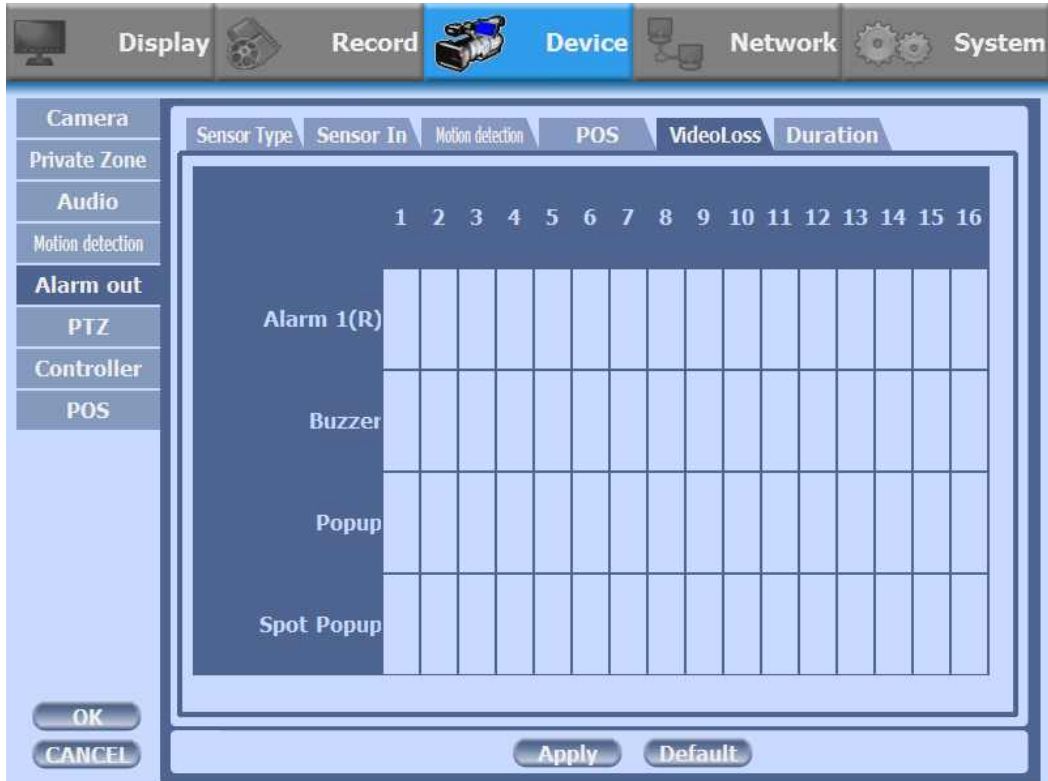 Display Record Device Network System
Camera
Private Zone
Audio
Motion detection
Alarm out
PTZ
Controller
POS
Sensor Type Sensor In Motion detection POS VideoLoss Duration
1 2 3 4 5 6 7 8 9 10 11 12 13 14 15 16
Alarm 1(R)
Buzzer
Popup
Spot Popup
OK
CANCEL
Apply Default